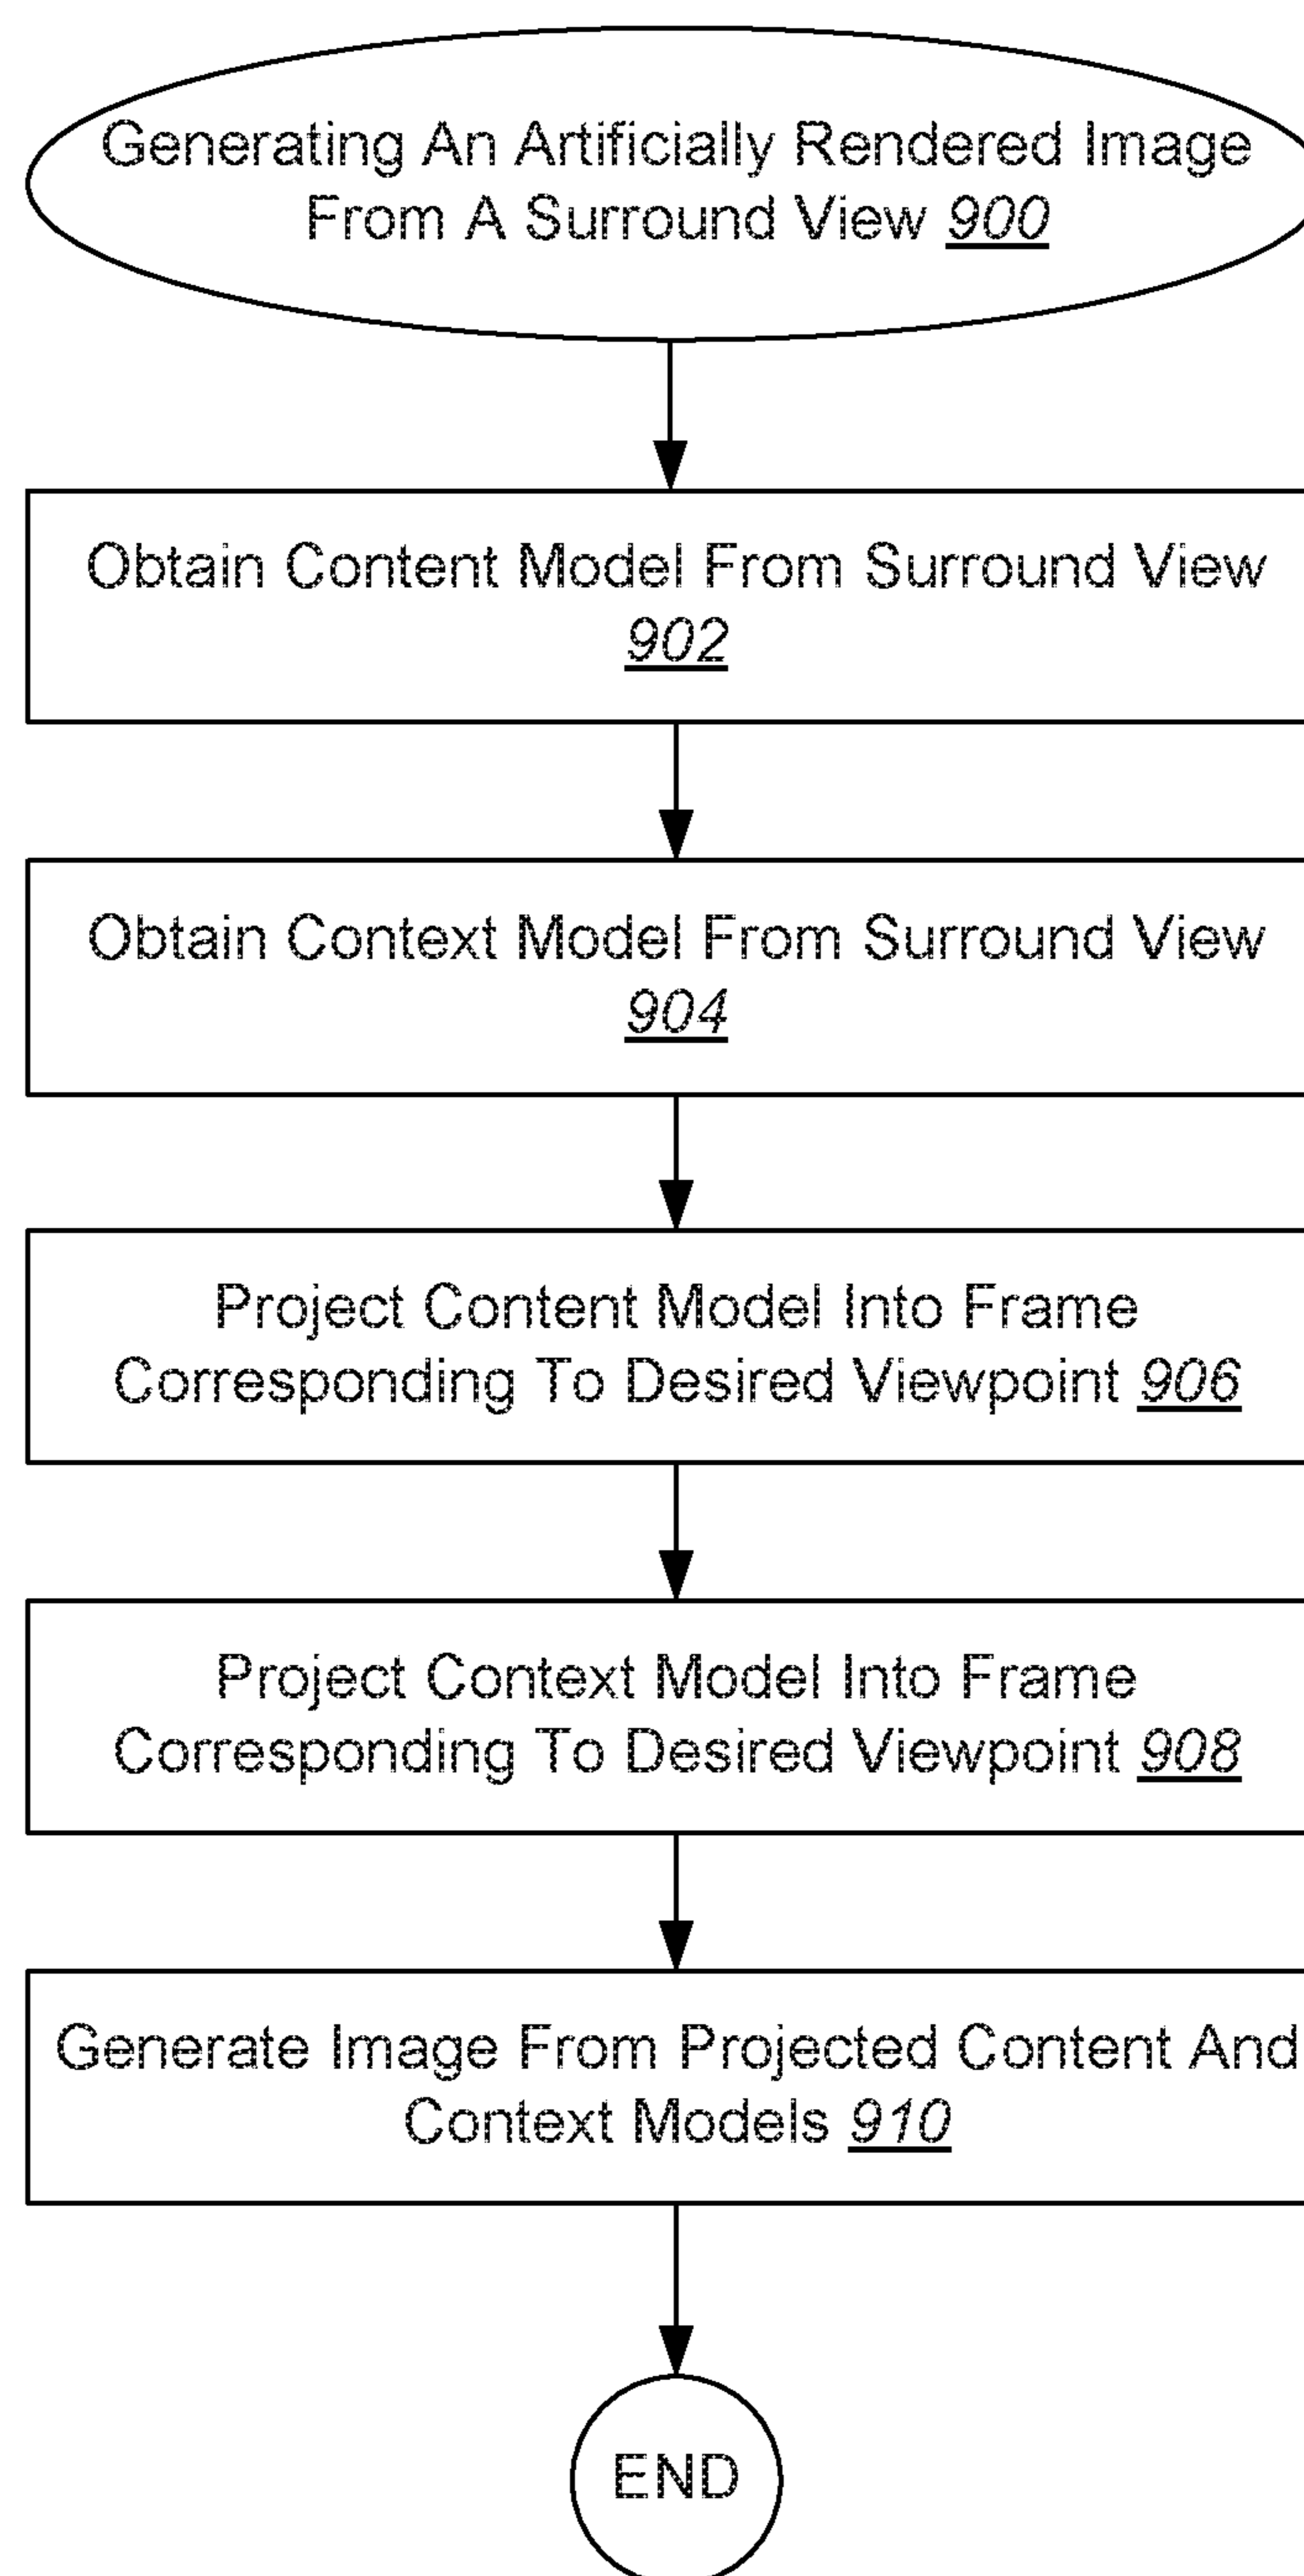 Generating An Artificially Rendered Image
From A Surround View 900
Obtain Content Model From Surround View
902
Obtain Context Model From Surround View
904
Project Content Model Into Frame
Corresponding To Desired Viewpoint 906
Project Context Model Into Frame
Corresponding To Desired Viewpoint 908
Generate Image From Projected Content And
Context Models 910
END